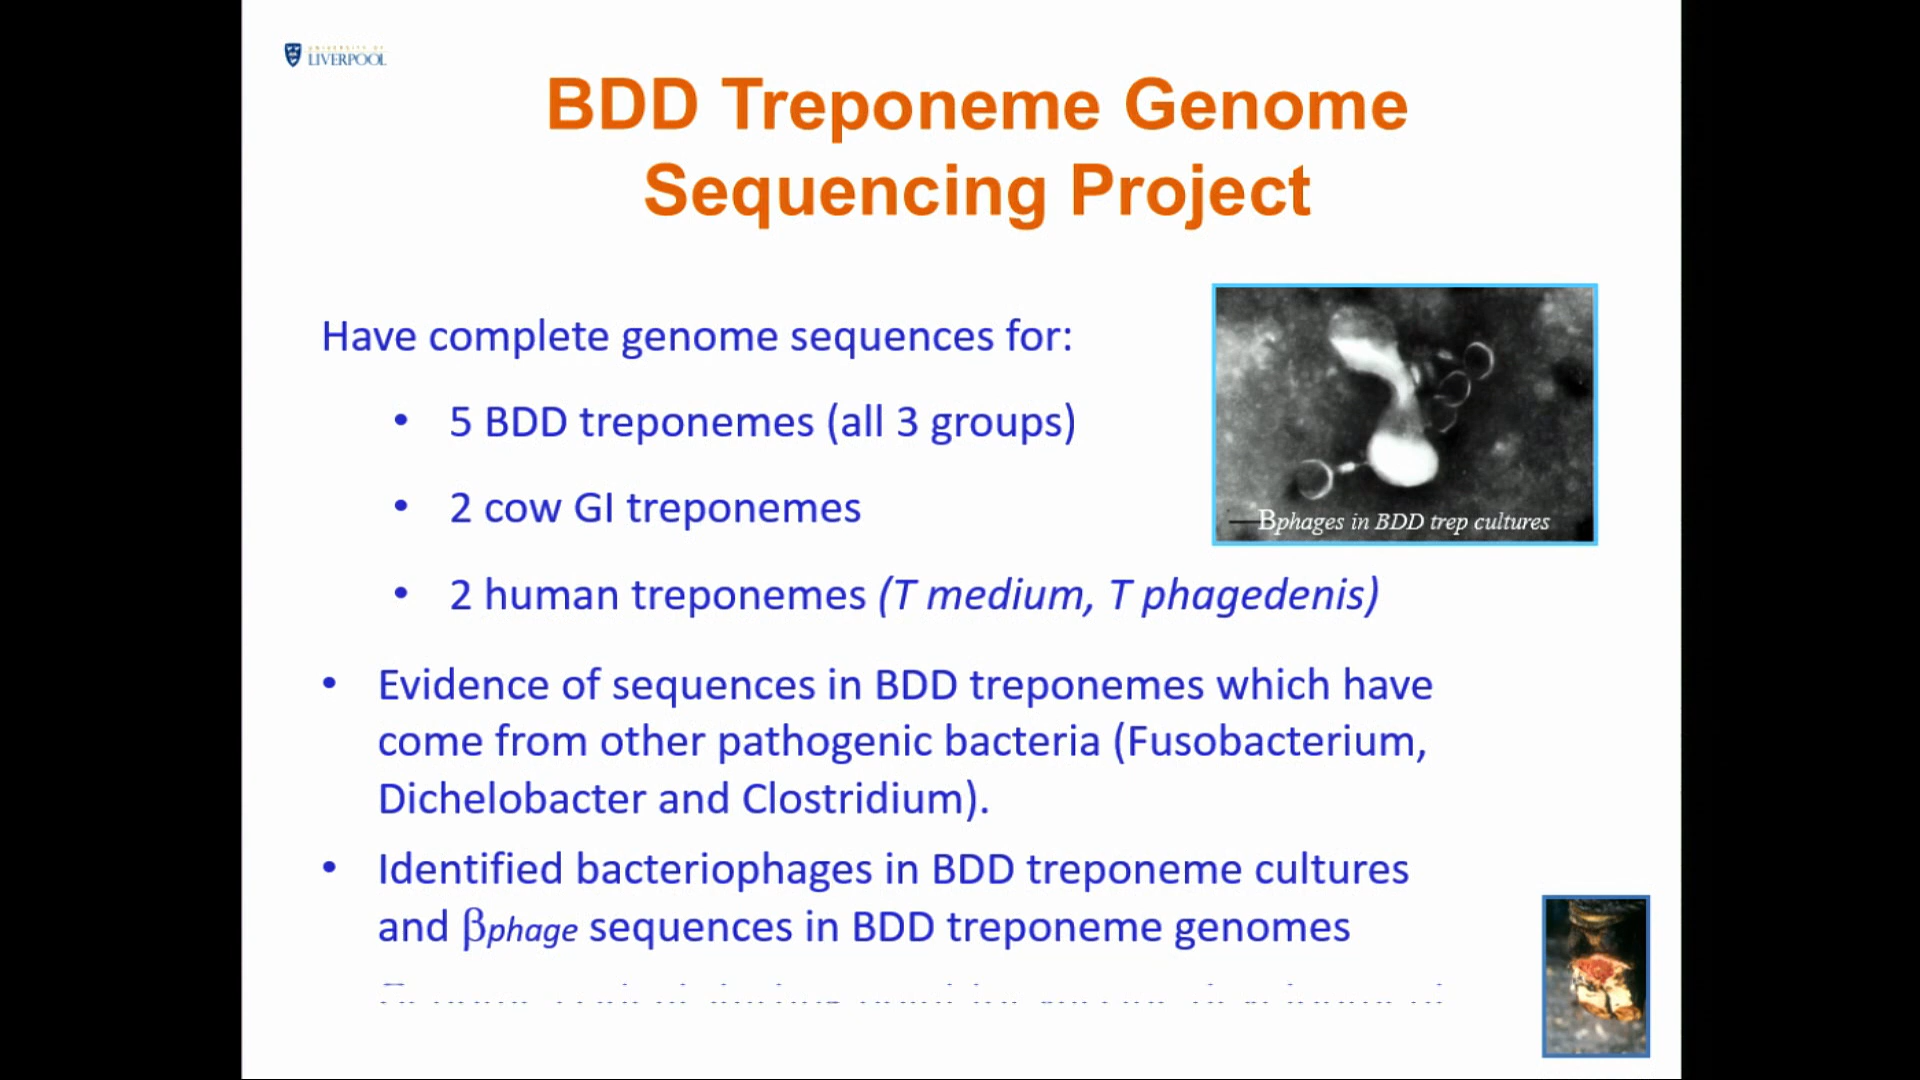 UNIVERSITY OF
LIVERPOOL
BDD Treponeme Genome
Sequencing Project
Have complete genome sequences for:
• 5 BDD treponemes (all 3 groups)
• 2 cow GI treponemes
• 2 human treponemes (T medium, T phagedenis)
Βphages in BDD trep cultures
• Evidence of sequences in BDD treponemes which have
come from other pathogenic bacteria (Fusobacterium,
Dichelobacter and Clostridium).
• Identified bacteriophages in BDD treponeme cultures
and βphage sequences in BDD treponeme genomes